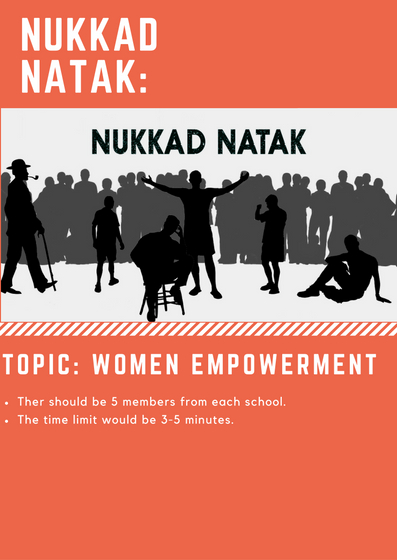 NUKKAD
NATAK:
NUKKAD NATAK
TOPIC: WOMEN EMPOWERMENT
• Ther should be 5 members from each school.
• The time limit would be 3-5 minutes.